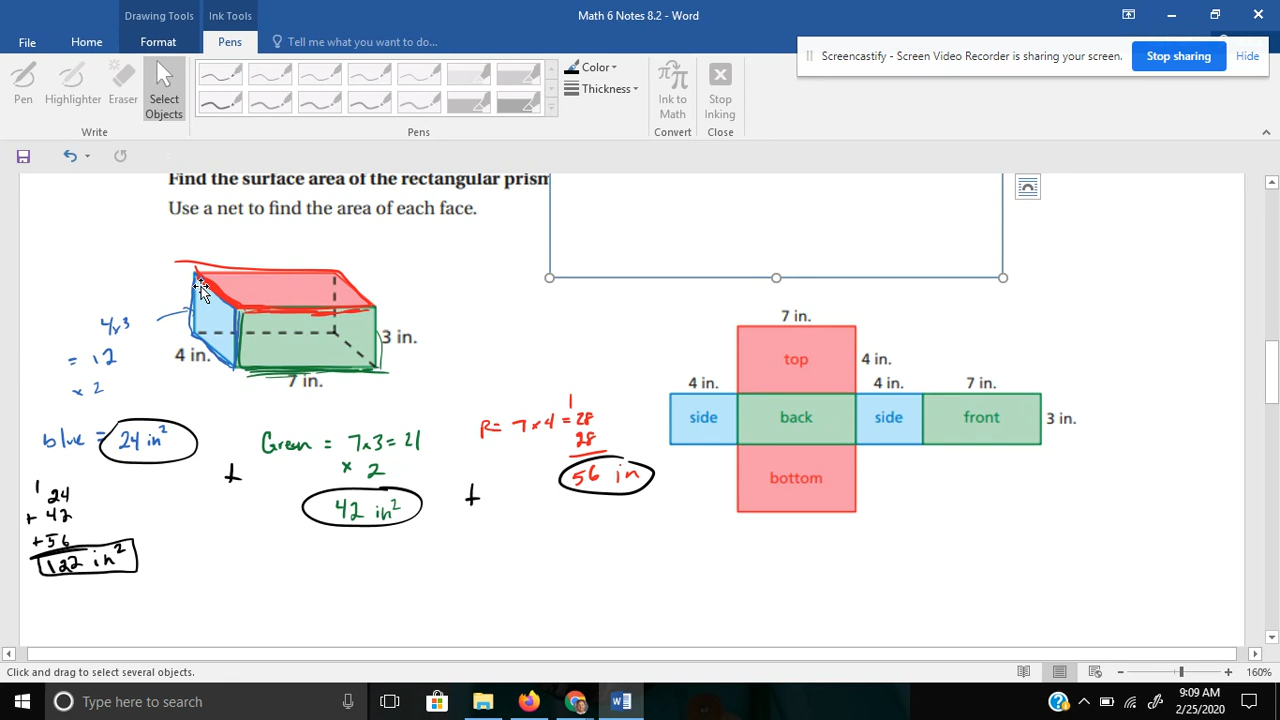 Drawing Tools
Ink Tools
Math 6 Notes 8.2 - Word
File
Home
Format
Pens
Tell me what you want to do...
Screencastify - Screen Video Recorder is sharing your screen.
Stop sharing
Hide
Pen
Highlighter
Eraser
Select Objects
Color
Thickness
Ink to Math
Stop Inking
Write
Pens
Convert
Close
Find the surface area of the rectangular prism
Use a net to find the area of each face.
3 in.
4 in.
7 in.
4x3
= 12
x 2
blue = 24 in²
+
Green = 7x3 = 21
x 2
42 in²
+
1
R = 7 x 4 = 28
28
56 in
1
24
+ 42
+56
122 in²
7 in.
top
4 in.
4 in.
4 in.
7 in.
side
back
side
front
3 in.
bottom
Click and drag to select several objects.
160%
Type here to search
9:09 AM
2/25/2020